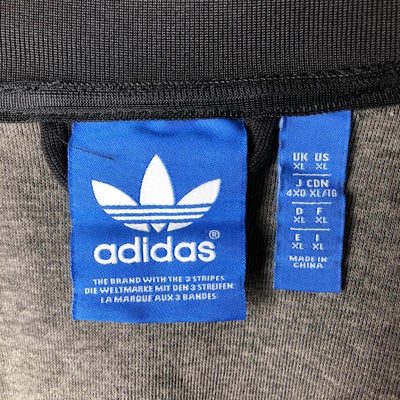 adidas®
THE BRAND WITH THE 3 STRIPES
DIE WELTMARKE MIT DEN 3 STREIFEN
LA MARQUE AUX 3 BANDES
UK US
XL XL
J CDN
4XO XL/TG
D F
XL XL
E I
XL XL
MADE IN
CHINA